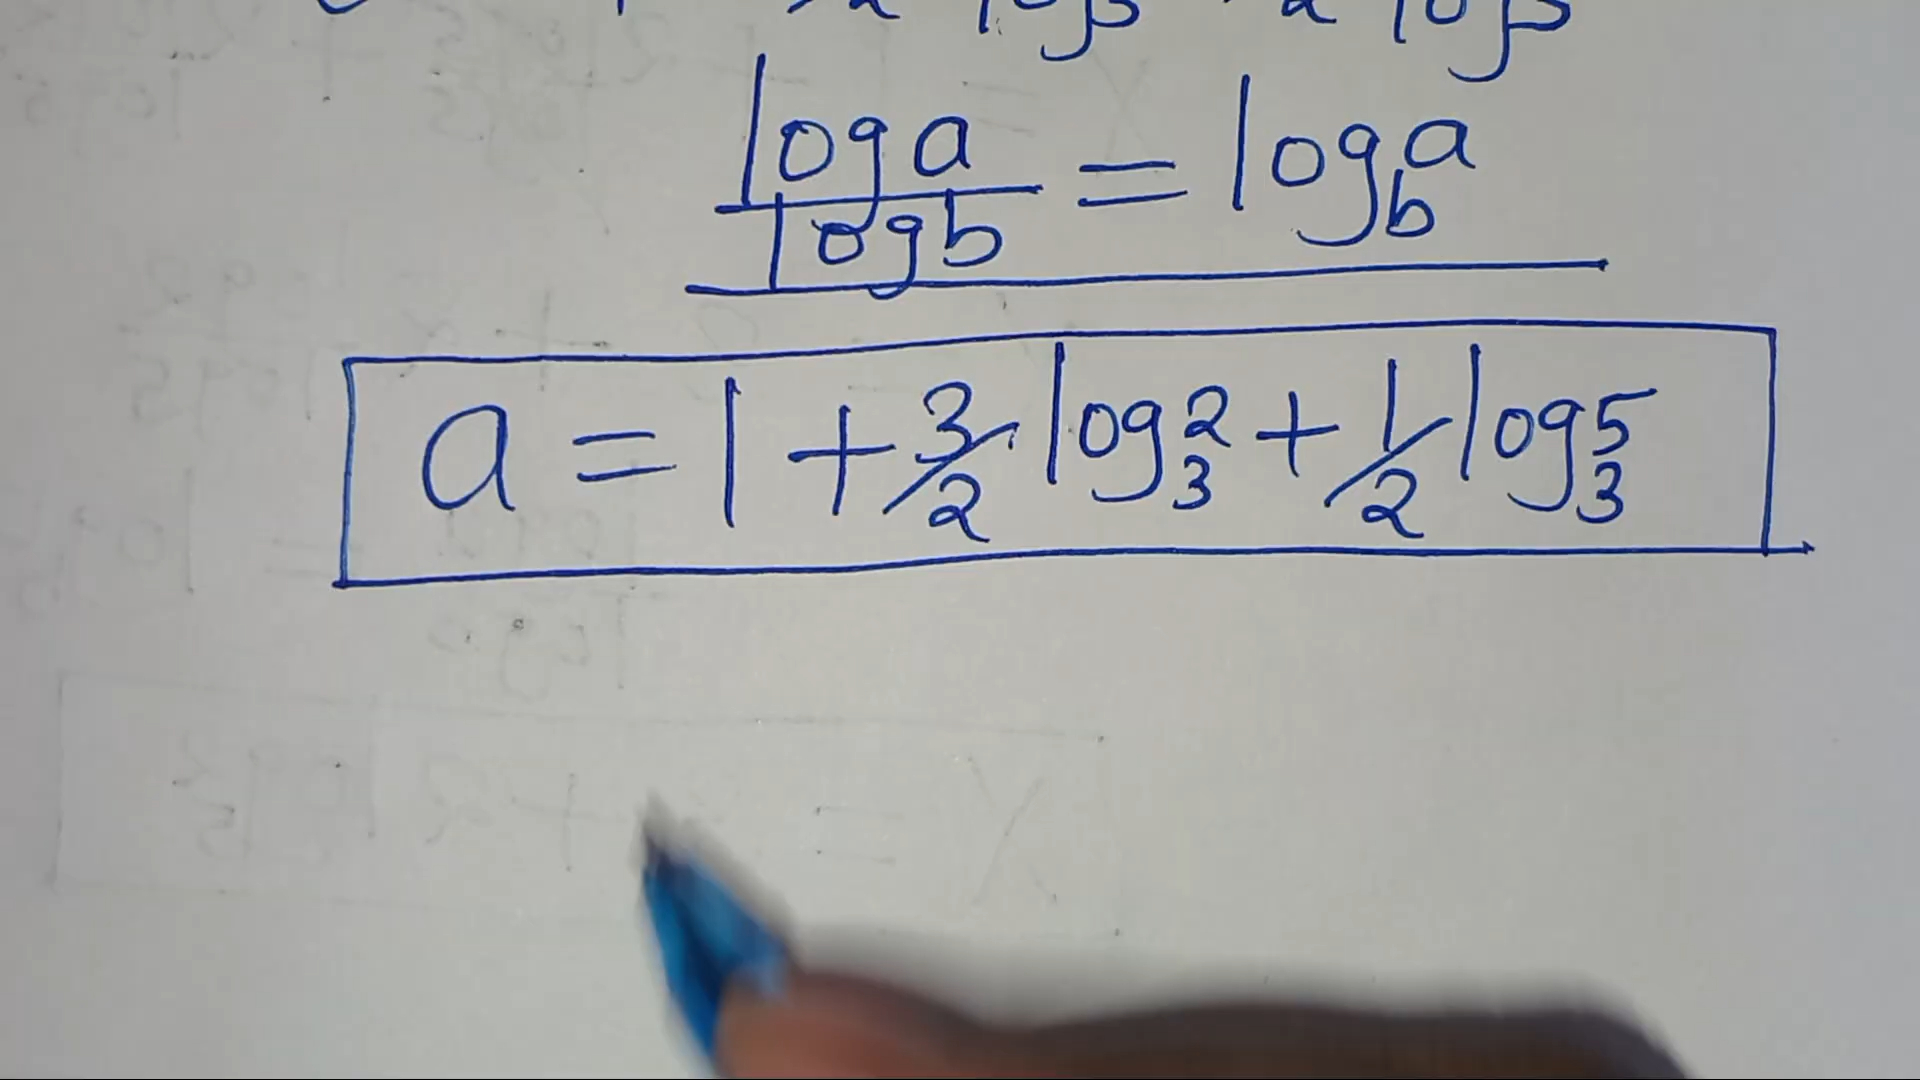 log a / log b = log_b a
a = 1 + 3/2 log_3 2 + 1/2 log_3 5